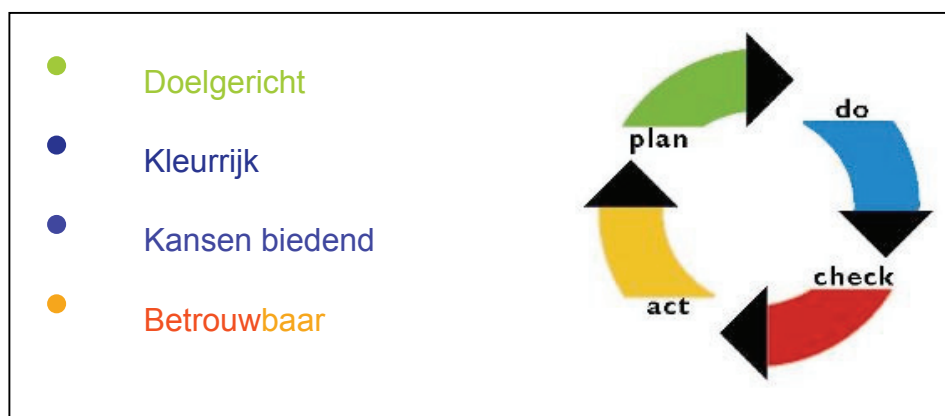 Doelgericht
Kleurrijk
Kansen biedend
Betrouwbaar
plan
do
check
act